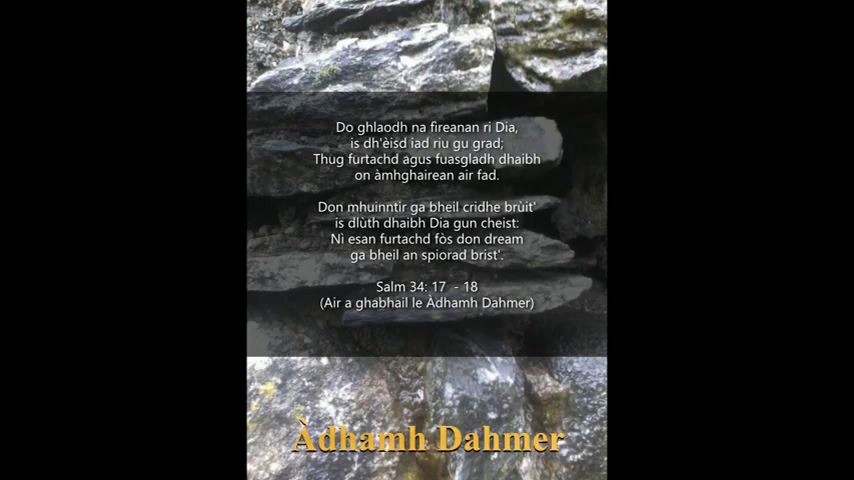 Do ghlaodh na fìreanan ri Dia,
is dh'èisd iad riu gu grad;
Thug furtachd agus fuasgladh dhaibh
on àmhghairean air fad.
Don mhuinntir ga bheil cridhe brùit'
is dlùth dhaibh Dia gun cheist:
Nì esan furtachd fòs don dream
ga bheil an spiorad brist'.
Salm 34: 17 - 18
(Air a ghabhail le Àdhamh Dahmer)
Àdhamh Dahmer